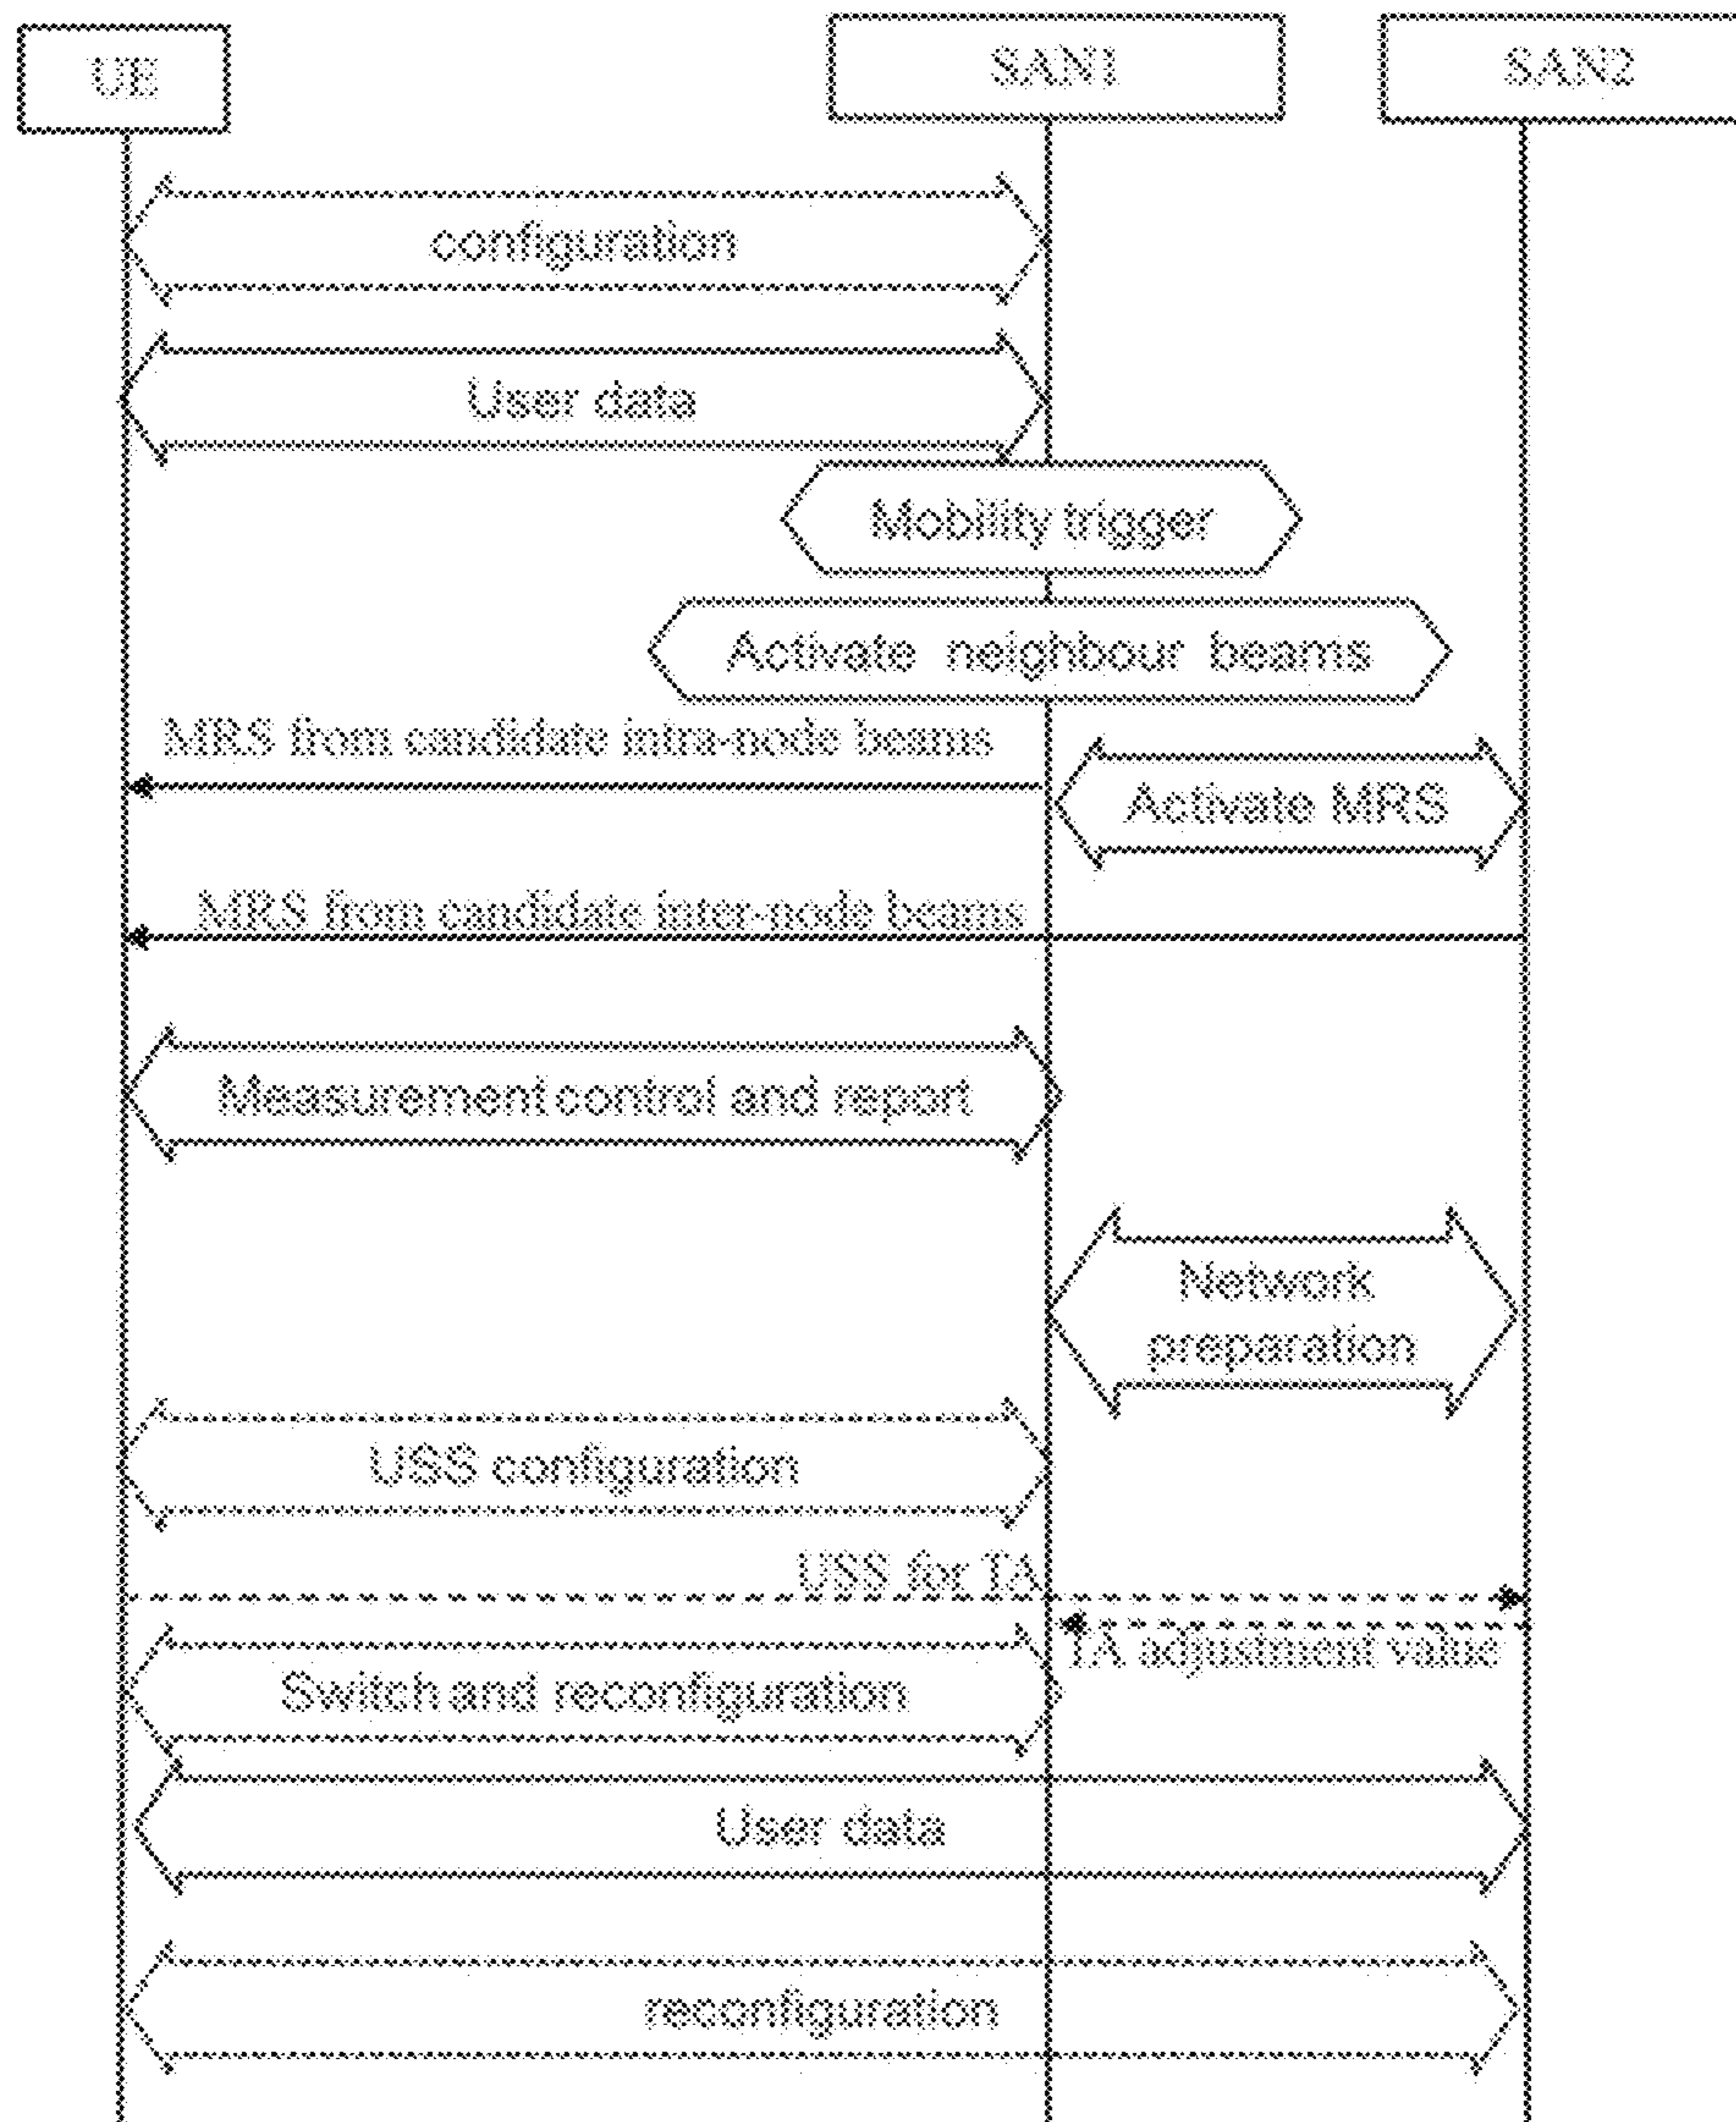 UE
SAN1
SAN2
configuration
User data
Mobility trigger
Activate neighbour beams
MRS from candidate intra-node beams
Activate MRS
MRS from candidate inter-node beams
Measurement control and report
Network
preparation
USS configuration
USS for TA
TA adjustment value
Switch and reconfiguration
User data
reconfiguration